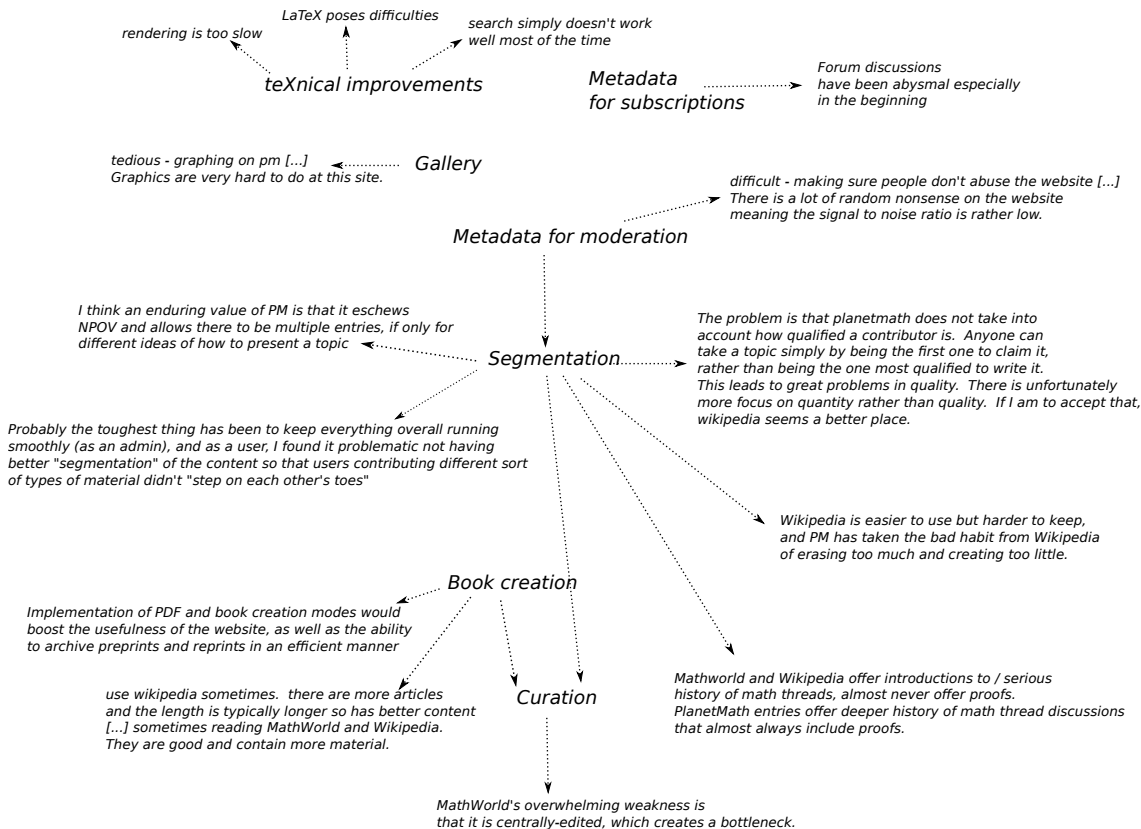 LaTeX poses difficulties
rendering is too slow
search simply doesn't work
well most of the time
teXnical improvements
Metadata
for subscriptions
Forum discussions
have been abysmal especially
in the beginning
tedious - graphing on pm [...]
Graphics are very hard to do at this site.
Gallery
difficult - making sure people don't abuse the website [...]
There is a lot of random nonsense on the website
meaning the signal to noise ratio is rather low.
Metadata for moderation
I think an enduring value of PM is that it eschews
NPOV and allows there to be multiple entries, if only for
different ideas of how to present a topic
Segmentation
The problem is that planetmath does not take into
account how qualified a contributor is.  Anyone can
take a topic simply by being the first one to claim it,
rather than being the one most qualified to write it.
This leads to great problems in quality.  There is unfortunately
more focus on quantity rather than quality.  If I am to accept that,
wikipedia seems a better place.
Probably the toughest thing has been to keep everything overall running
smoothly (as an admin), and as a user, I found it problematic not having
better "segmentation" of the content so that users contributing different sort
of types of material didn't "step on each other's toes"
Wikipedia is easier to use but harder to keep,
and PM has taken the bad habit from Wikipedia
of erasing too much and creating too little.
Book creation
Implementation of PDF and book creation modes would
boost the usefulness of the website, as well as the ability
to archive preprints and reprints in an efficient manner
use wikipedia sometimes.  there are more articles
and the length is typically longer so has better content
[...] sometimes reading MathWorld and Wikipedia.
They are good and contain more material.
Curation
Mathworld and Wikipedia offer introductions to / serious
history of math threads, almost never offer proofs.
PlanetMath entries offer deeper history of math thread discussions
that almost always include proofs.
MathWorld's overwhelming weakness is
that it is centrally-edited, which creates a bottleneck.